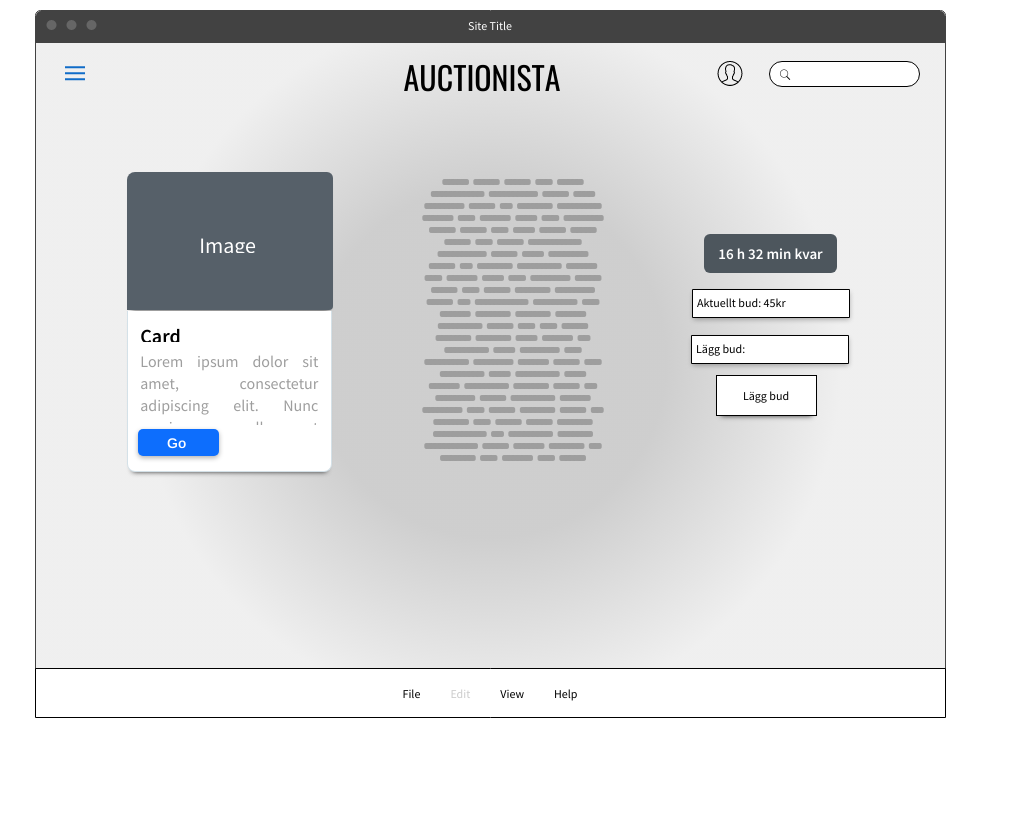 Site Title
AUCTIONISTA
Image
Card
Lorem ipsum dolor sit
amet, consectetur
adipiscing elit. Nunc
Go
16 h 32 min kvar
Aktuellt bud: 45kr
Lägg bud:
Lägg bud
File Edit View Help